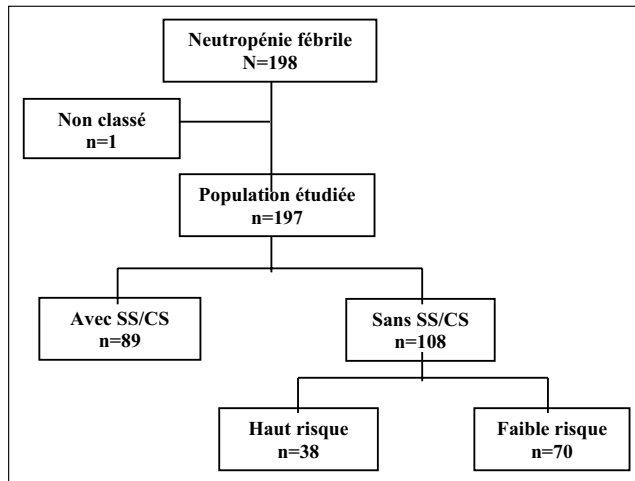 Neutropénie fébrile
N=198
Non classé
n=1
Population étudiée
n=197
Avec SS/CS
n=89
Sans SS/CS
n=108
Haut risque
n=38
Faible risque
n=70